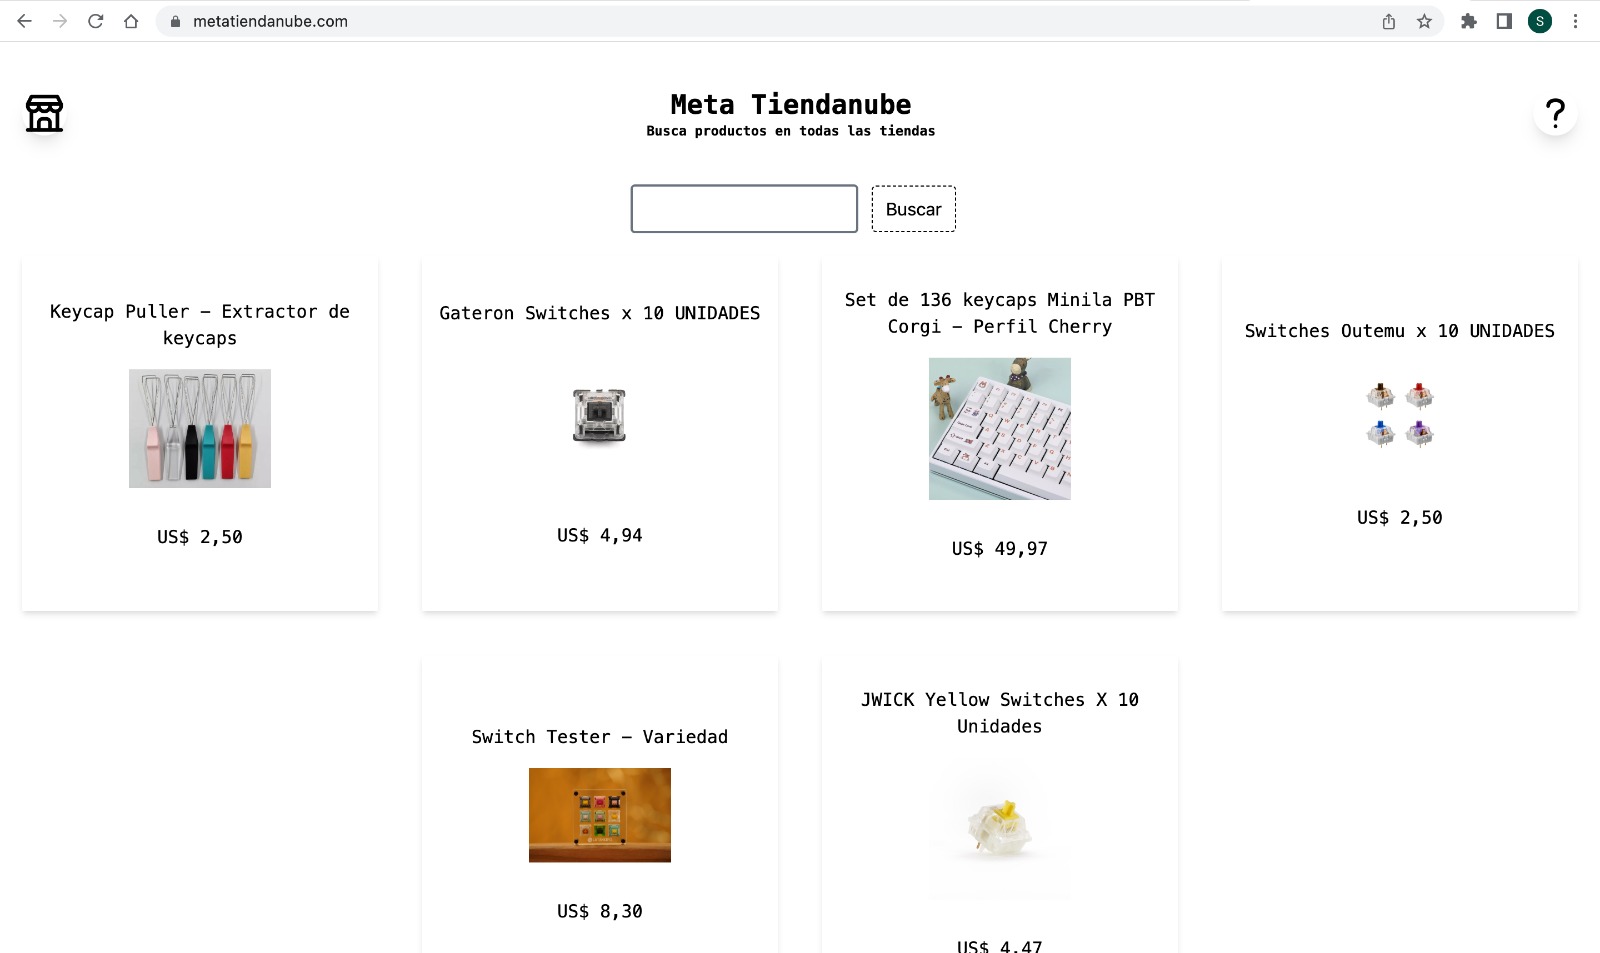 metatiendanube.com
S
Meta Tiendanube
Busca productos en todas las tiendas
?
Buscar
Keycap Puller – Extractor de
keycaps
US$ 2,50
Gateron Switches x 10 UNIDADES
US$ 4,94
Set de 136 keycaps Minila PBT
Corgi – Perfil Cherry
US$ 49,97
Switches Outemu x 10 UNIDADES
US$ 2,50
Switch Tester – Variedad
US$ 8,30
JWICK Yellow Switches X 10
Unidades
US$ 4,47